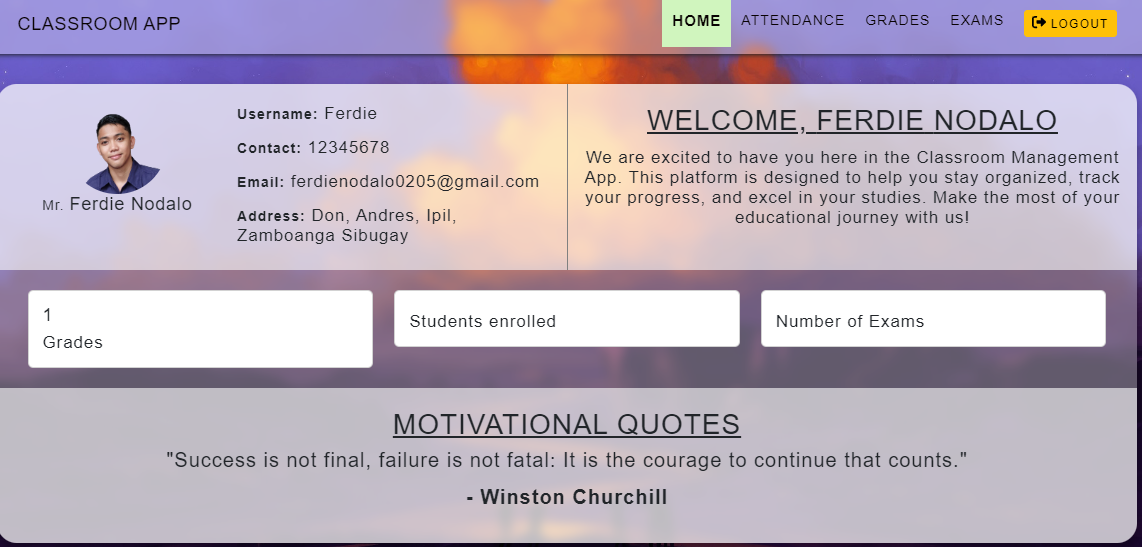 CLASSROOM APP
HOME ATTENDANCE GRADES EXAMS LOGOUT
Username: Ferdie
Contact: 12345678
Email: ferdienodalo0205@gmail.com
Address: Don, Andres, Ipil,
Zamboanga Sibugay
Mr. Ferdie Nodalo
WELCOME, FERDIE NODALO
We are excited to have you here in the Classroom Management
App. This platform is designed to help you stay organized, track
your progress, and excel in your studies. Make the most of your
educational journey with us!
1
Grades
Students enrolled
Number of Exams
MOTIVATIONAL QUOTES
"Success is not final, failure is not fatal: It is the courage to continue that counts."
- Winston Churchill